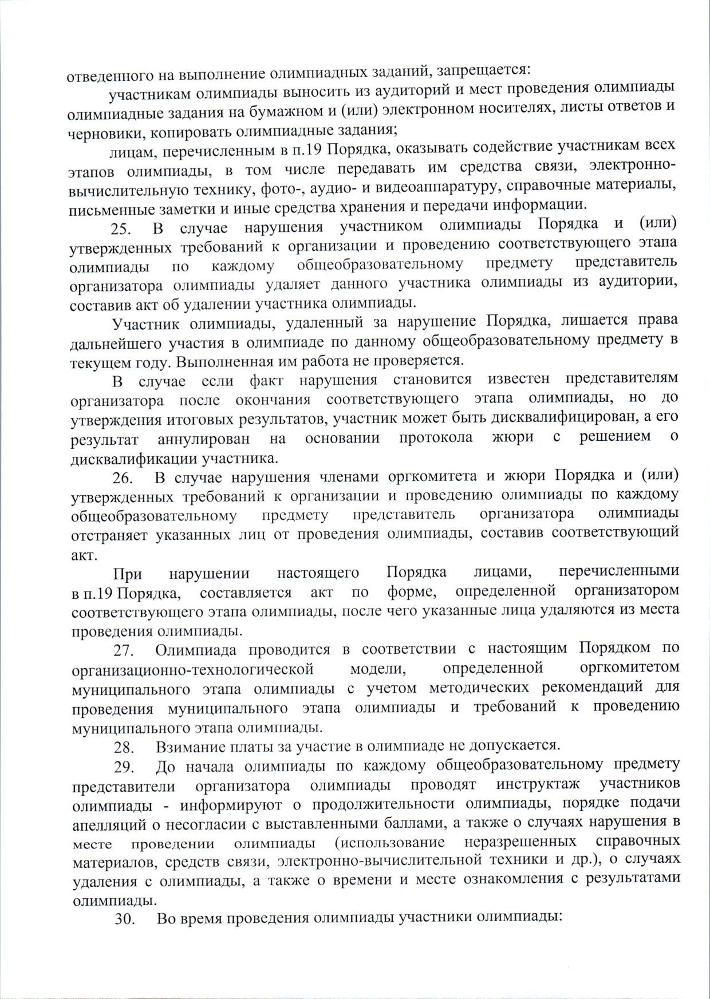 отведенного на выполнение олимпиадных заданий, запрещается:
участникам олимпиады выносить из аудиторий и мест проведения олимпиады
олимпиадные задания на бумажном и (или) электронном носителях, листы ответов и
черновики, копировать олимпиадные задания;
лицам, перечисленным в п.19 Порядка, оказывать содействие участникам всех
этапов олимпиады, в том числе передавать им средства связи, электронно-
вычислительную технику, фото-, аудио- и видеоаппаратуру, справочные материалы,
письменные заметки и иные средства хранения и передачи информации.
25. В случае нарушения участником олимпиады Порядка и (или)
утвержденных требований к организации и проведению соответствующего этапа
олимпиады по каждому общеобразовательному предмету представитель
организатора олимпиады удаляет данного участника олимпиады из аудитории,
составив акт об удалении участника олимпиады.
Участник олимпиады, удаленный за нарушение Порядка, лишается права
дальнейшего участия в олимпиаде по данному общеобразовательному предмету в
текущем году. Выполненная им работа не проверяется.
В случае если факт нарушения становится известен представителям
организатора после окончания соответствующего этапа олимпиады, но до
утверждения итоговых результатов, участник может быть дисквалифицирован, а его
результат аннулирован на основании протокола жюри с решением о
дисквалификации участника.
26. В случае нарушения членами оргкомитета и жюри Порядка и (или)
утвержденных требований к организации и проведению олимпиады по каждому
общеобразовательному предмету представитель организатора олимпиады
отстраняет указанных лиц от проведения олимпиады, составив соответствующий
акт.
При нарушении настоящего Порядка лицами, перечисленными
в п.19 Порядка, составляется акт по форме, определенной организатором
соответствующего этапа олимпиады, после чего указанные лица удаляются из места
проведения олимпиады.
27. Олимпиада проводится в соответствии с настоящим Порядком по
организационно-технологической модели, определенной оргкомитетом
муниципального этапа олимпиады с учетом методических рекомендаций для
проведения муниципального этапа олимпиады и требований к проведению
муниципального этапа олимпиады.
28. Взимание платы за участие в олимпиаде не допускается.
29. До начала олимпиады по каждому общеобразовательному предмету
представители организатора олимпиады проводят инструктаж участников
олимпиады - информируют о продолжительности олимпиады, порядке подачи
апелляций о несогласии с выставленными баллами, а также о случаях нарушения в
месте проведении олимпиады (использование неразрешенных справочных
материалов, средств связи, электронно-вычислительной техники и др.), о случаях
удаления с олимпиады, а также о времени и месте ознакомления с результатами
олимпиады.
30. Во время проведения олимпиады участники олимпиады: